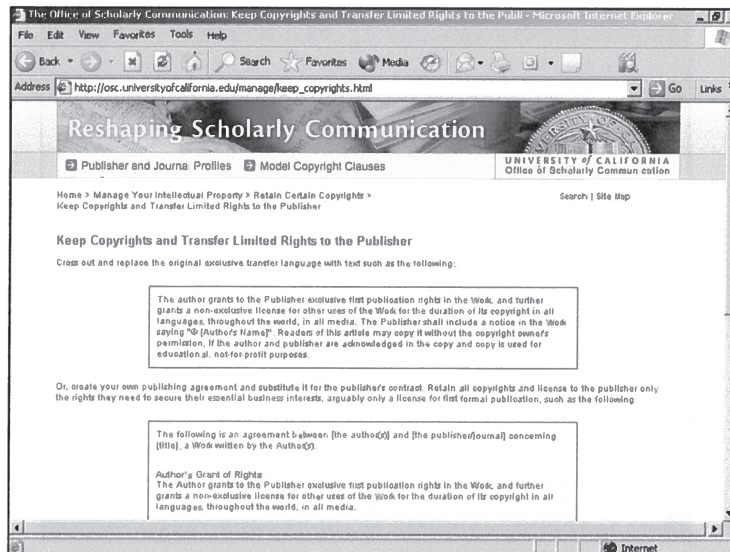 The Office of Scholarly Communication: Keep Copyrights and Transfer Limited Rights to the Publi - Microsoft Internet Explorer
File Edit View Favorites Tools Help
Back Search Favorites Media
Address http://osc.universityofcalifornia.edu/manage/keep_copyrights.html Go Links
Reshaping Scholarly Communication
Publisher and Journal Profiles Model Copyright Clauses
UNIVERSITY of CALIFORNIA
Office of Scholarly Communication
Home > Manage Your Intellectual Property > Retain Certain Copyrights >
Keep Copyrights and Transfer Limited Rights to the Publisher
Search | Site Map
Keep Copyrights and Transfer Limited Rights to the Publisher
Cross out and replace the original exclusive transfer language with text such as the following:
The author grants to the Publisher exclusive first publication rights in the Work, and further
grants a non-exclusive license for other uses of the Work for the duration of its copyright in all
languages, throughout the world, in all media. The Publisher shall include a notice in the Work
saying "© [Author's Name]". Readers of this article may copy it without the copyright owner's
permission, if the author and publisher are acknowledged in the copy and copy is used for
educational, not-for-profit purposes.
Or, create your own publishing agreement and substitute it for the publisher's contract. Retain all copyrights and license to the publisher only
the rights they need to secure their essential business interests, arguably only a license for first formal publication, such as the following:
The following is an agreement between [the author(s)] and [the publisher/journal] concerning
[title], a Work written by the Author(s).
Author's Grant of Rights
The Author grants to the Publisher exclusive first publication rights in the Work, and further
grants a non-exclusive license for other uses of the Work for the duration of its copyright in all
languages, throughout the world, in all media.
Internet